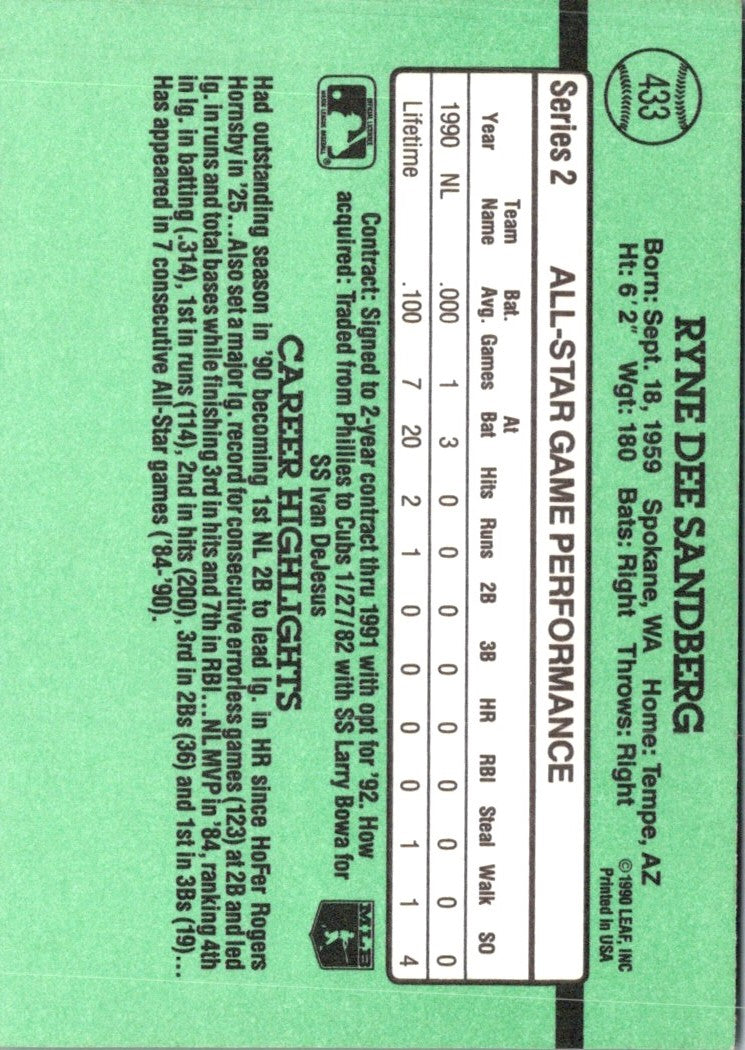 433
RYNE DEE SANDBERG
Born: Sept. 18, 1959 Spokane, WA Home: Tempe, AZ
Ht: 6' 2" Wgt: 180 Bats: Right Throws: Right
©1990 LEAF, INC
Printed in USA
Series 2 ALL-STAR GAME PERFORMANCE
Year Team Name Bat. Avg. Games At Bat Hits Runs 2B 3B HR RBI Steal Walk SO
1990 NL .000 1 3 0 0 0 0 0 0 0 0 0
Lifetime .100 7 20 2 1 0 0 0 0 1 1 4
OFFICIAL LICENSEE
MAJOR LEAGUE BASEBALL
®
Contract: Signed to 2-year contract thru 1991 with opt for '92. How
acquired: Traded from Phillies to Cubs 1/27/82 with SS Larry Bowa for
SS Ivan DeJesus
MLB
CAREER HIGHLIGHTS
Had outstanding season in '90 becoming 1st NL 2B to lead lg. in HR since HoFer Rogers
Hornsby in '25...Also set a major lg. record for consecutive errorless games (123) at 2B and led
lg. in runs and total bases while finishing 3rd in hits and 7th in RBI...NL MVP in '84, ranking 4th
in lg. in batting (.314), 1st in runs (114), 2nd in hits (200), 3rd in 2Bs (36) and 1st in 3Bs (19)...
Has appeared in 7 consecutive All-Star games ('84-'90).